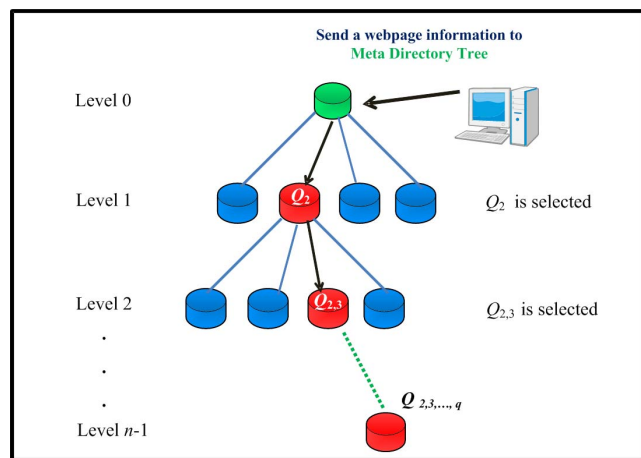 Send a webpage information to
Meta Directory Tree
Level 0
Level 1
Q2
Q2 is selected
Level 2
Q2,3
Q2,3 is selected
.
.
.
Q 2,3,..., q
Level n-1